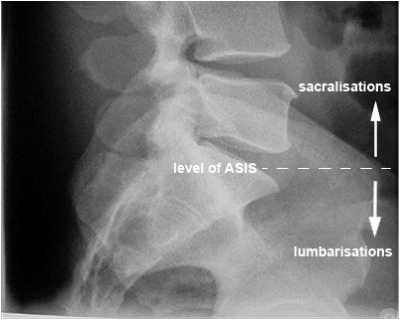 sacralisations
level of ASIS
lumbarisations